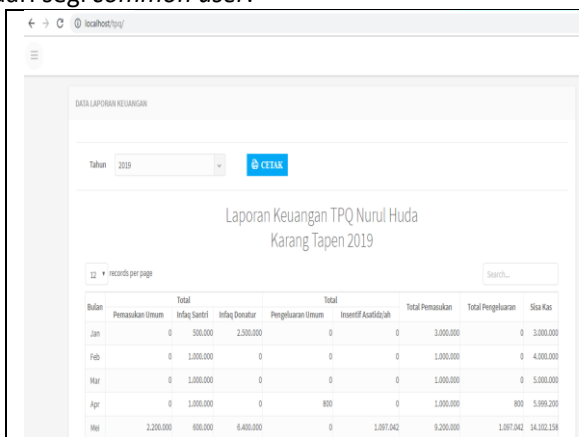 dari segi common user.
localhost/tpq/
DATA LAPORAN KEUANGAN
Tahun 2019 CETAK
Laporan Keuangan TPQ Nurul Huda
Karang Tapen 2019
12 records per page Search...
Bulan Total Total Total Pemasukan Total Pengeluaran Sisa Kas
Pemasukan Umum Infaq Santri Infaq Donatur Pengeluaran Umum Insentif Asatidz/ah
Jan 0 500.000 2.500.000 0 0 3.000.000 0 3.000.000
Feb 0 1.000.000 0 0 0 1.000.000 0 4.000.000
Mar 0 1.000.000 0 0 0 1.000.000 0 5.000.000
Apr 0 1.000.000 0 800 0 1.000.000 800 5.999.200
Mei 2.200.000 600.000 6.400.000 0 1.097.042 9.200.000 1.097.042 14.102.158